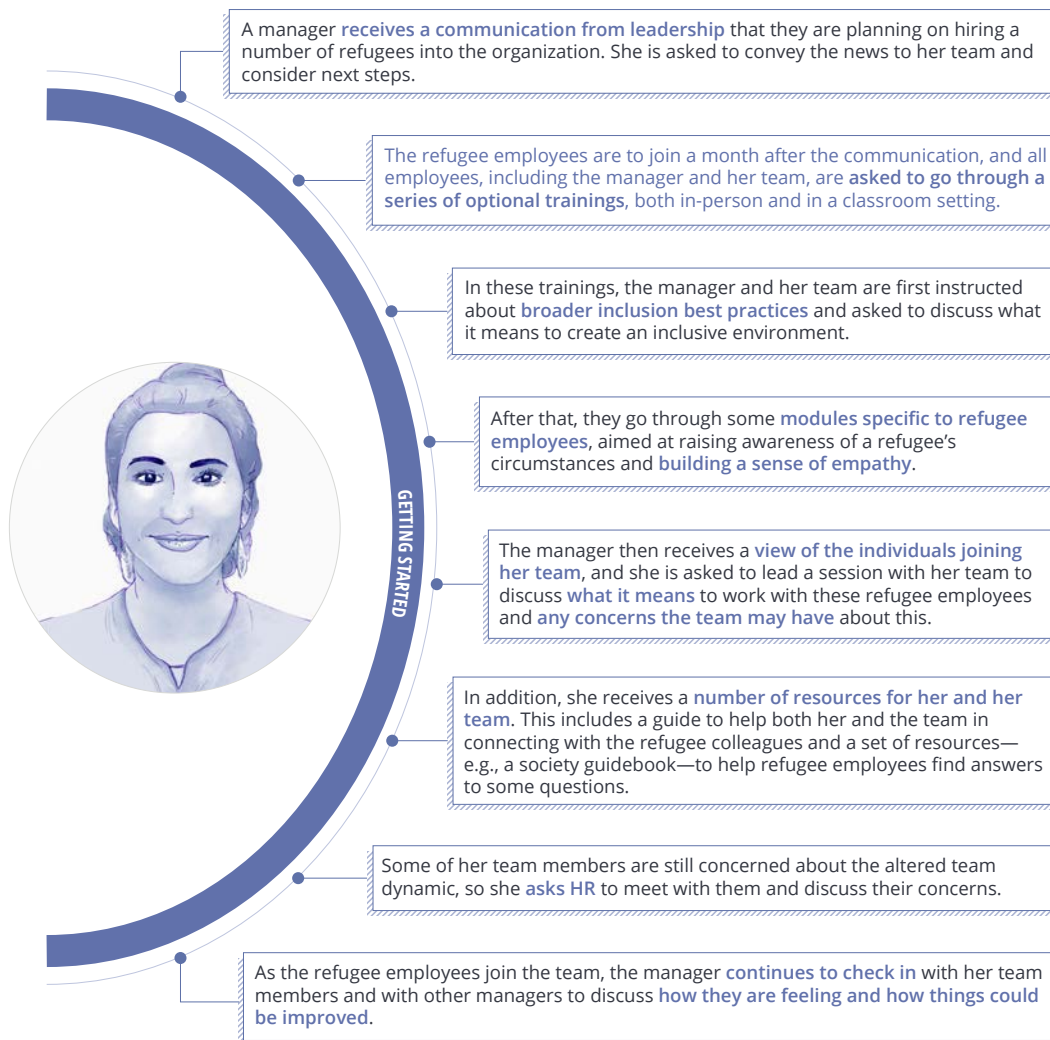 A manager receives a communication from leadership that they are planning on hiring a
number of refugees into the organization. She is asked to convey the news to her team and
consider next steps.
The refugee employees are to join a month after the communication, and all
employees, including the manager and her team, are asked to go through a
series of optional trainings, both in-person and in a classroom setting.
In these trainings, the manager and her team are first instructed
about broader inclusion best practices and asked to discuss what
it means to create an inclusive environment.
After that, they go through some modules specific to refugee
employees, aimed at raising awareness of a refugee’s
circumstances and building a sense of empathy.
GETTING STARTED
The manager then receives a view of the individuals joining
her team, and she is asked to lead a session with her team to
discuss what it means to work with these refugee employees
and any concerns the team may have about this.
In addition, she receives a number of resources for her and her
team. This includes a guide to help both her and the team in
connecting with the refugee colleagues and a set of resources—
e.g., a society guidebook—to help refugee employees find answers
to some questions.
Some of her team members are still concerned about the altered team
dynamic, so she asks HR to meet with them and discuss their concerns.
As the refugee employees join the team, the manager continues to check in with her team
members and with other managers to discuss how they are feeling and how things could
be improved.